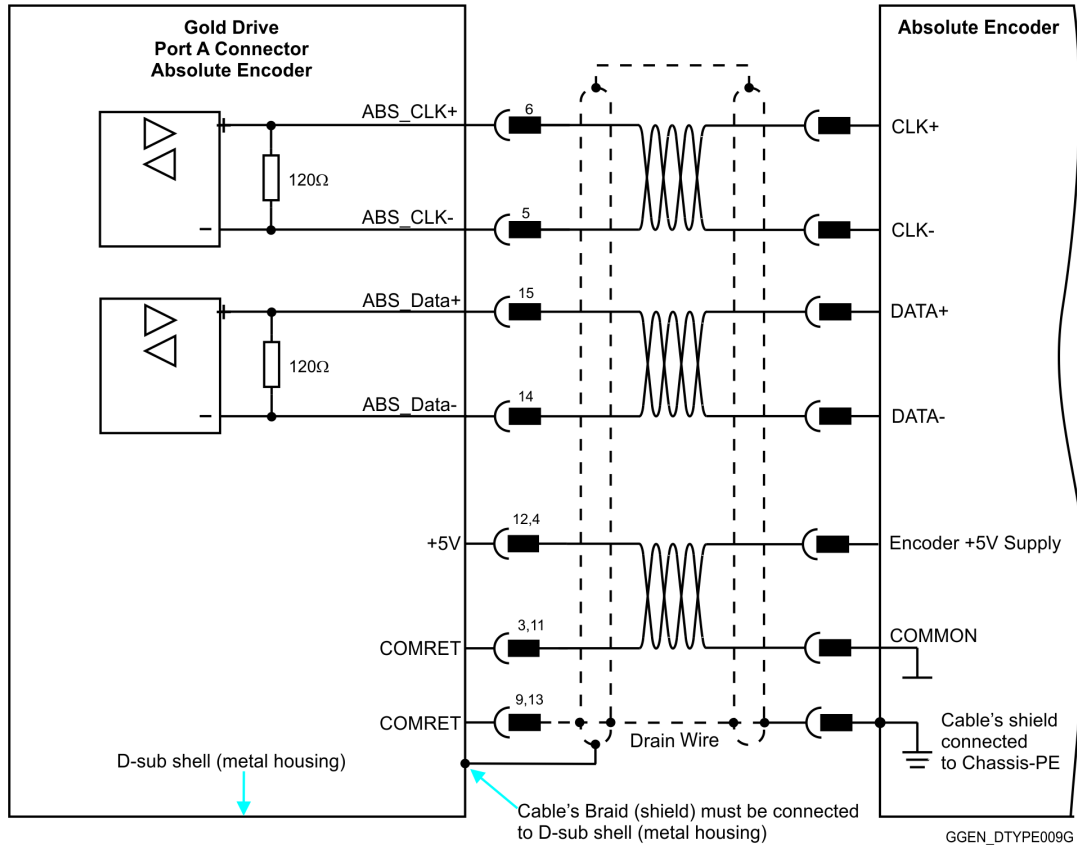 Gold Drive
Port A Connector
Absolute Encoder
Absolute Encoder
ABS_CLK+
6
CLK+
+
120Ω
ABS_CLK-
5
CLK-
-
ABS_Data+
15
DATA+
+
120Ω
ABS_Data-
14
DATA-
-
+5V
12,4
Encoder +5V Supply
COMRET
3,11
COMMON
COMRET
9,13
Drain Wire
Cable's shield
connected
to Chassis-PE
D-sub shell (metal housing)
Cable's Braid (shield) must be connected
to D-sub shell (metal housing)
GGEN_DTYPE009G